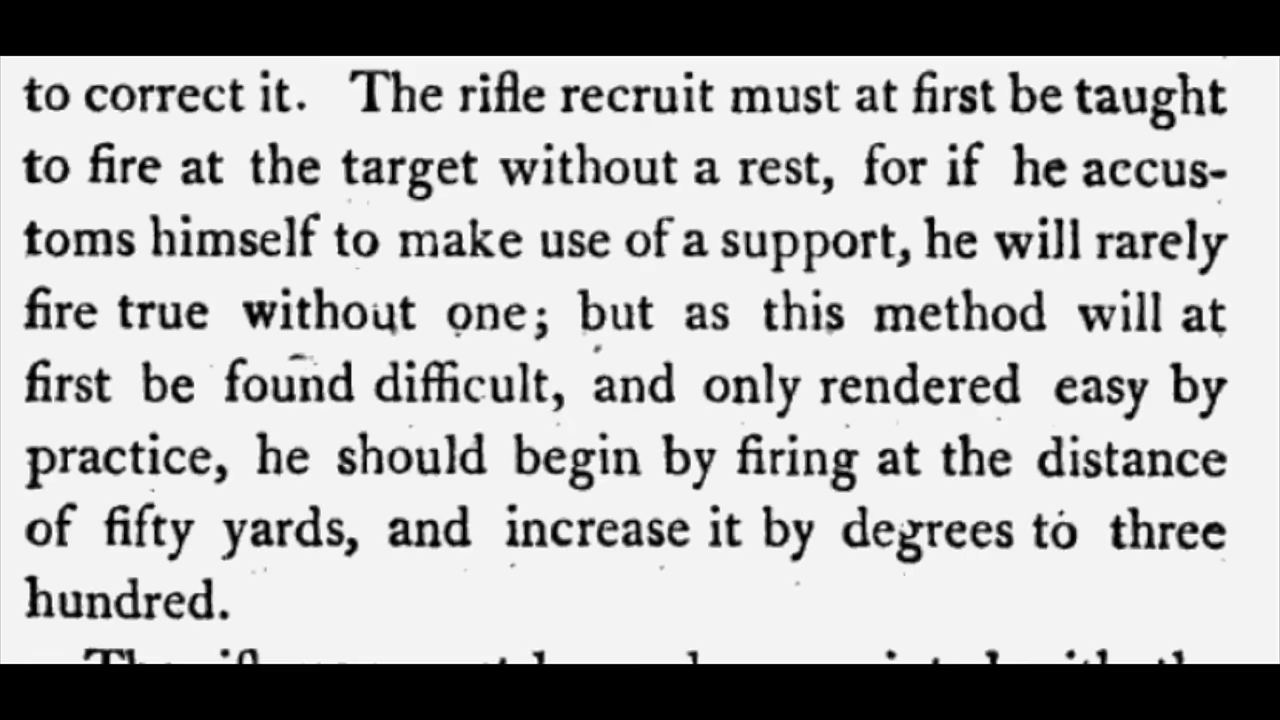 to correct it. The rifle recruit must at first be taught
to fire at the target without a rest, for if he accus-
toms himself to make use of a support, he will rarely
fire true without one; but as this method will at
first be found difficult, and only rendered easy by
practice, he should begin by firing at the distance
of fifty yards, and increase it by degrees to three
hundred.